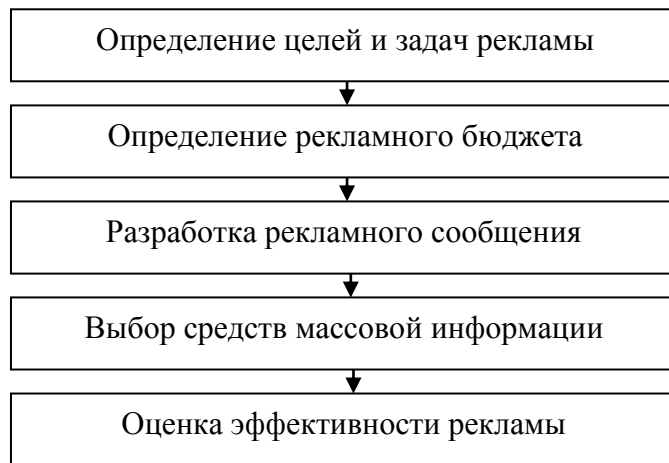 Определение целей и задач рекламы
Определение рекламного бюджета
Разработка рекламного сообщения
Выбор средств массовой информации
Оценка эффективности рекламы